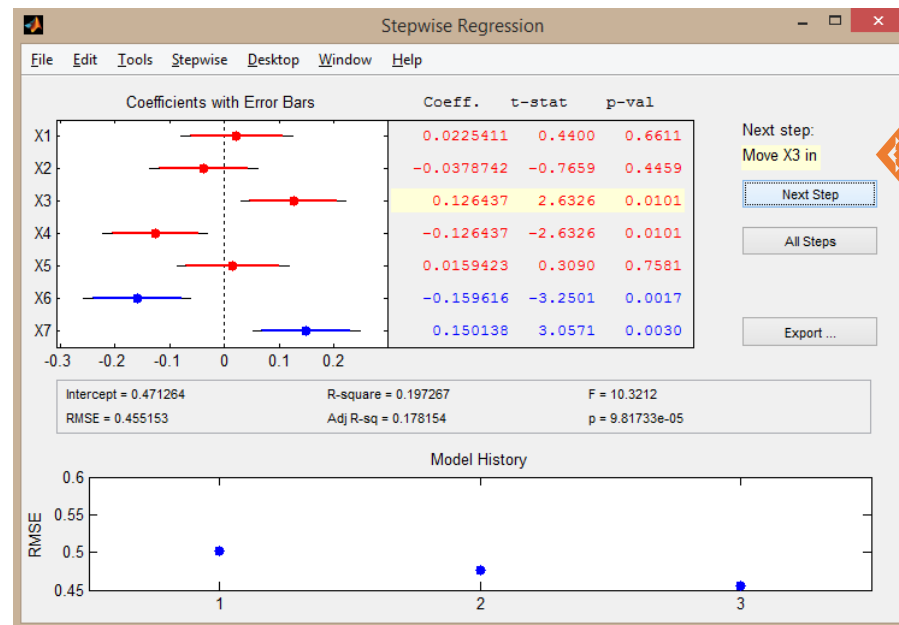 Stepwise Regression
File Edit Tools Stepwise Desktop Window Help
Coefficients with Error Bars Coeff. t-stat p-val
X1 0.0225411 0.4400 0.6611
X2 -0.0378742 -0.7659 0.4459
X3 0.126437 2.6326 0.0101
X4 -0.126437 -2.6326 0.0101
X5 0.0159423 0.3090 0.7581
X6 -0.159616 -3.2501 0.0017
X7 0.150138 3.0571 0.0030
-0.3 -0.2 -0.1 0 0.1 0.2
Next step:
Move X3 in
Next Step
All Steps
Export ...
Intercept = 0.471264 R-square = 0.197267 F = 10.3212
RMSE = 0.455153 Adj R-sq = 0.178154 p = 9.81733e-05
Model History
RMSE
0.6
0.55
0.5
0.45
1 2 3